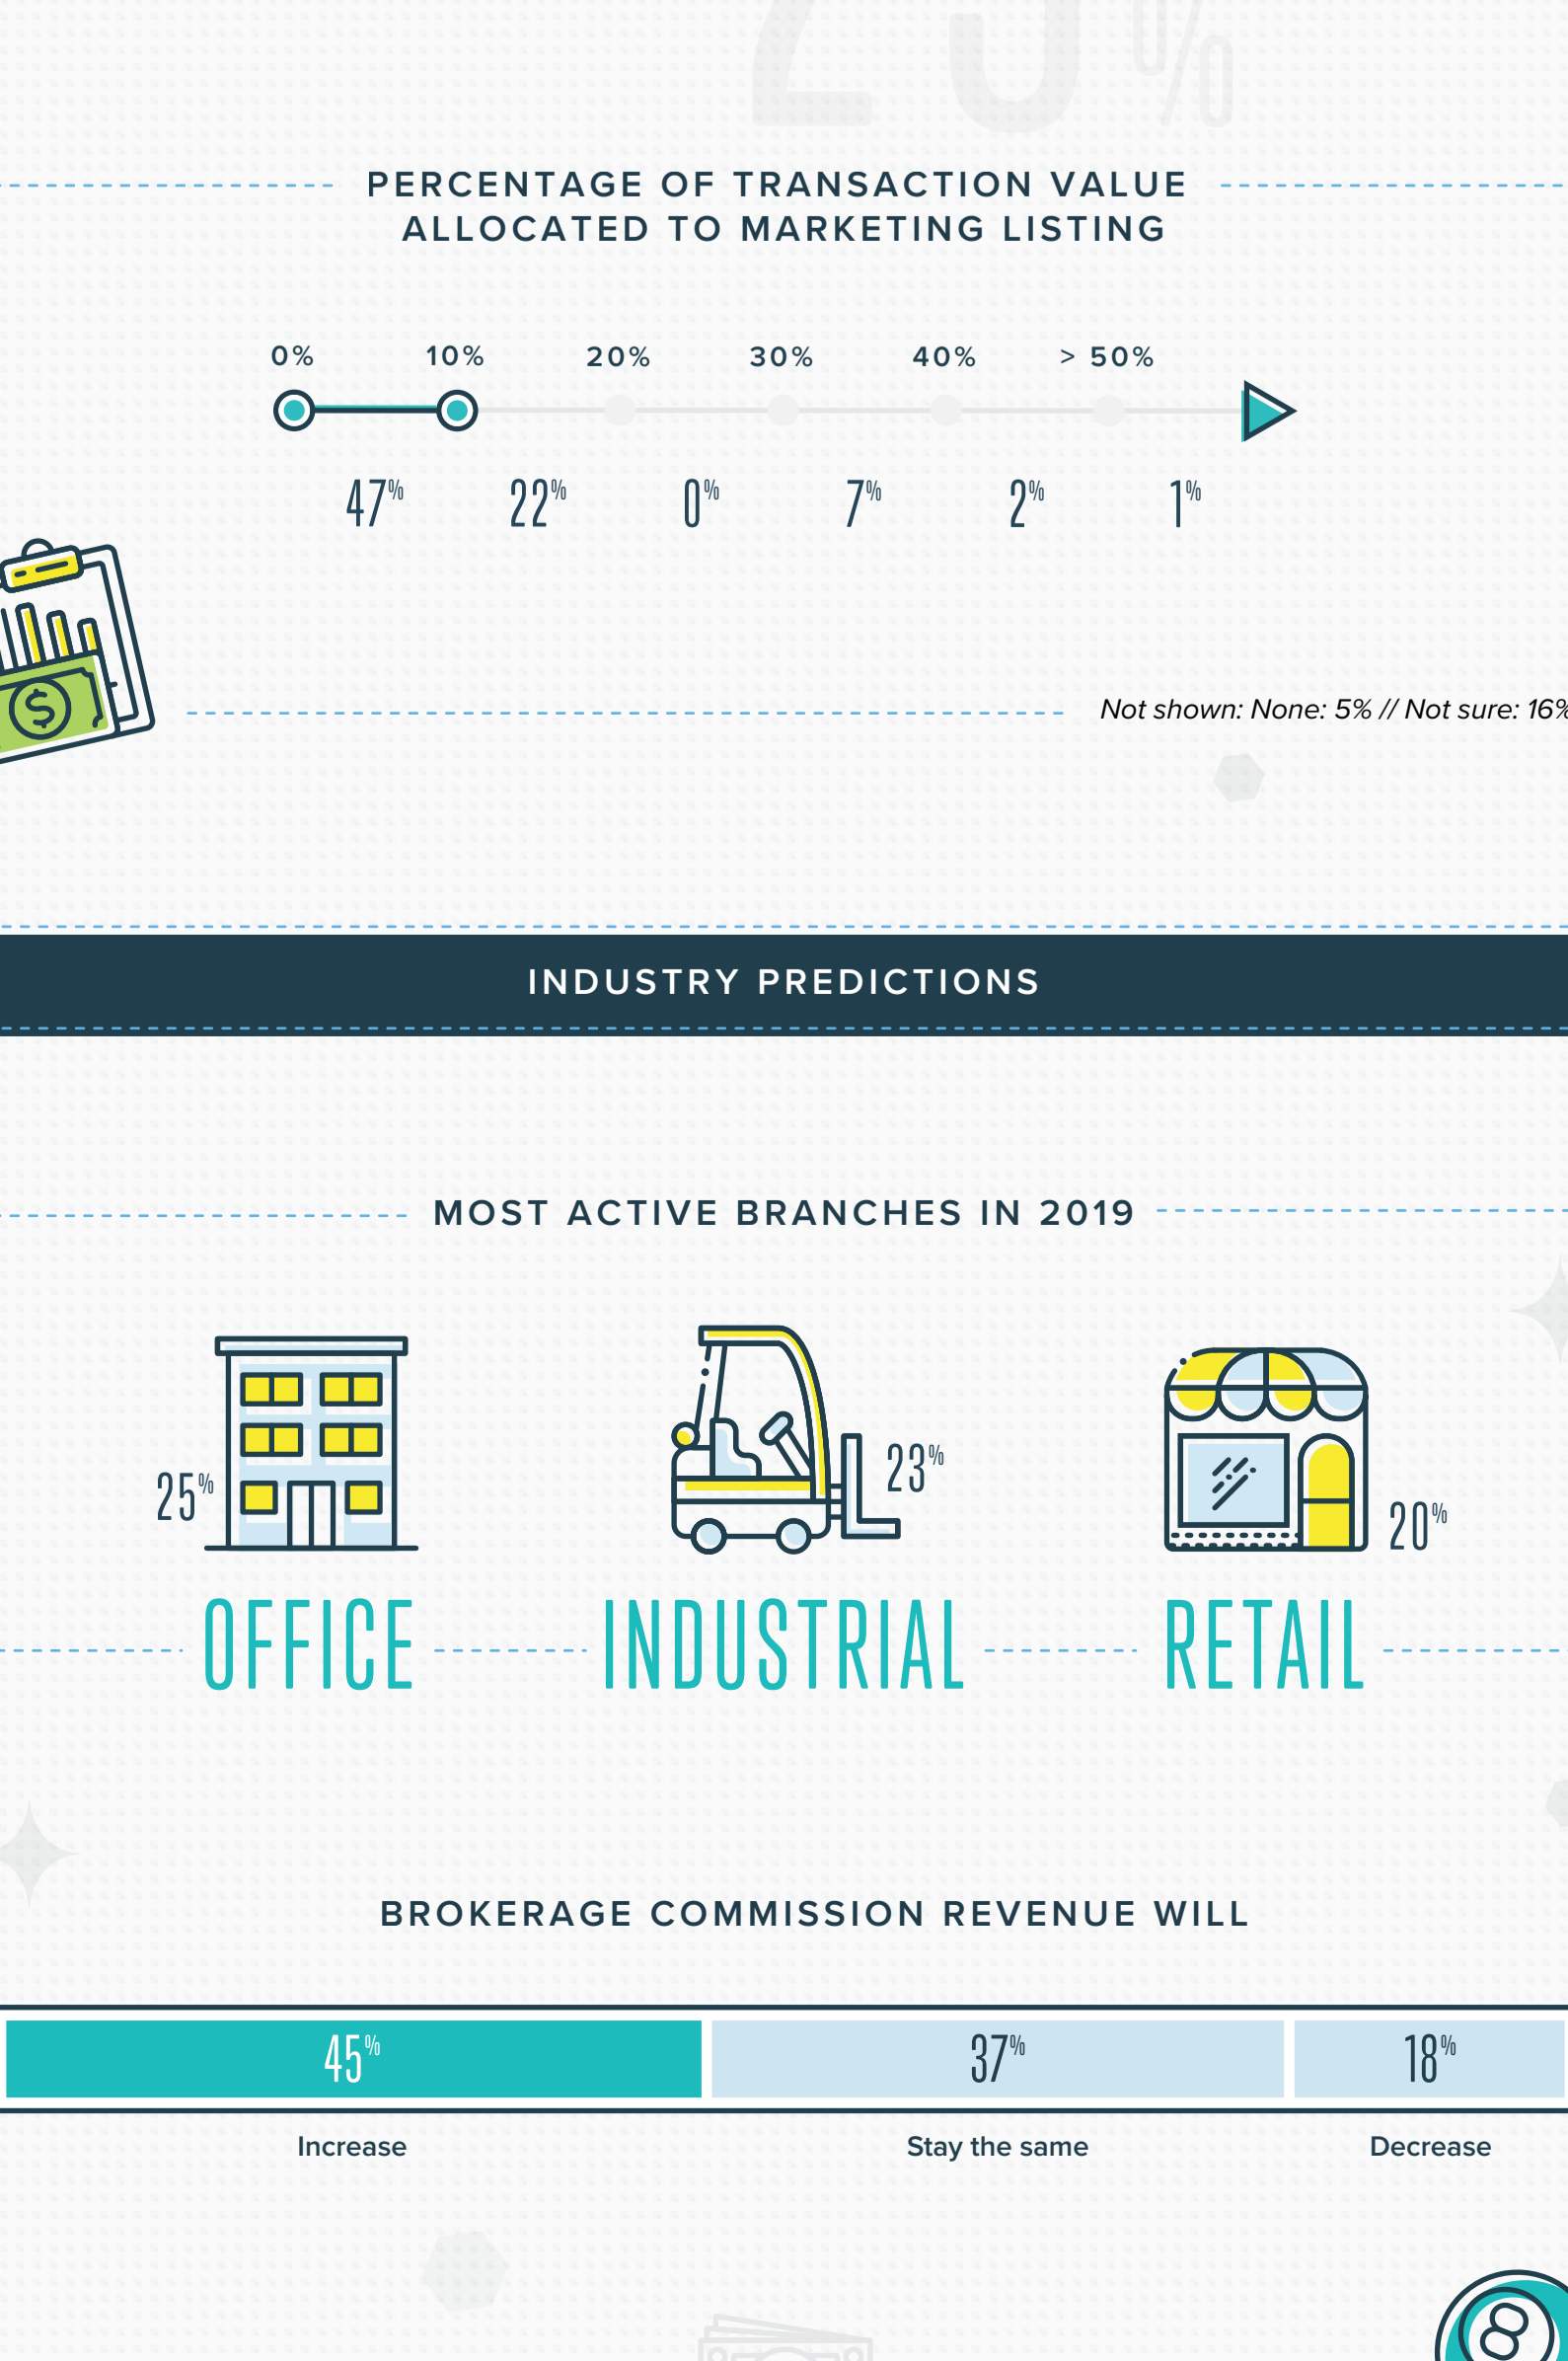 PERCENTAGE OF TRANSACTION VALUE
ALLOCATED TO MARKETING LISTING
0% 10% 20% 30% 40% > 50%
47% 22% 0% 7% 2% 1%
$
Not shown: None: 5% // Not sure: 16%
INDUSTRY PREDICTIONS
MOST ACTIVE BRANCHES IN 2019
25% 23% 20%
OFFICE INDUSTRIAL RETAIL
BROKERAGE COMMISSION REVENUE WILL
45% 37% 18%
Increase Stay the same Decrease
8